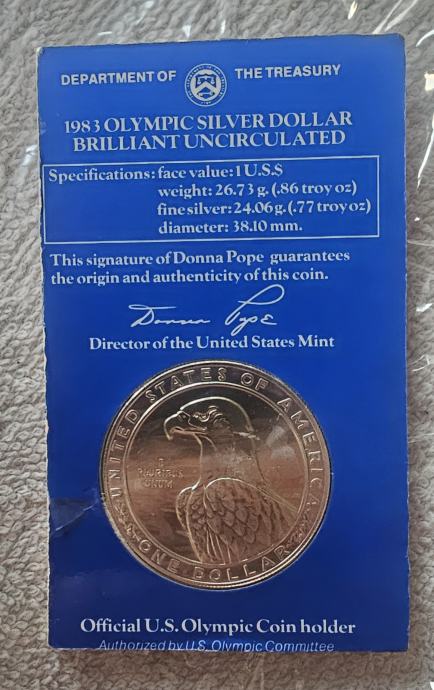 DEPARTMENT OF THE TREASURY
1983 OLYMPIC SILVER DOLLAR
BRILLIANT UNCIRCULATED
Specifications: face value: 1 U.S.$
weight: 26.73 g. (.86 troy oz)
fine silver: 24.06 g. (.77 troy oz)
diameter: 38.10 mm.
This signature of Donna Pope guarantees
the origin and authenticity of this coin.
Donna Pope
Director of the United States Mint
UNITED STATES OF AMERICA
E
PLURIBUS
UNUM
ONE DOLLAR
Official U.S. Olympic Coin holder
Authorized by U.S. Olympic Committee